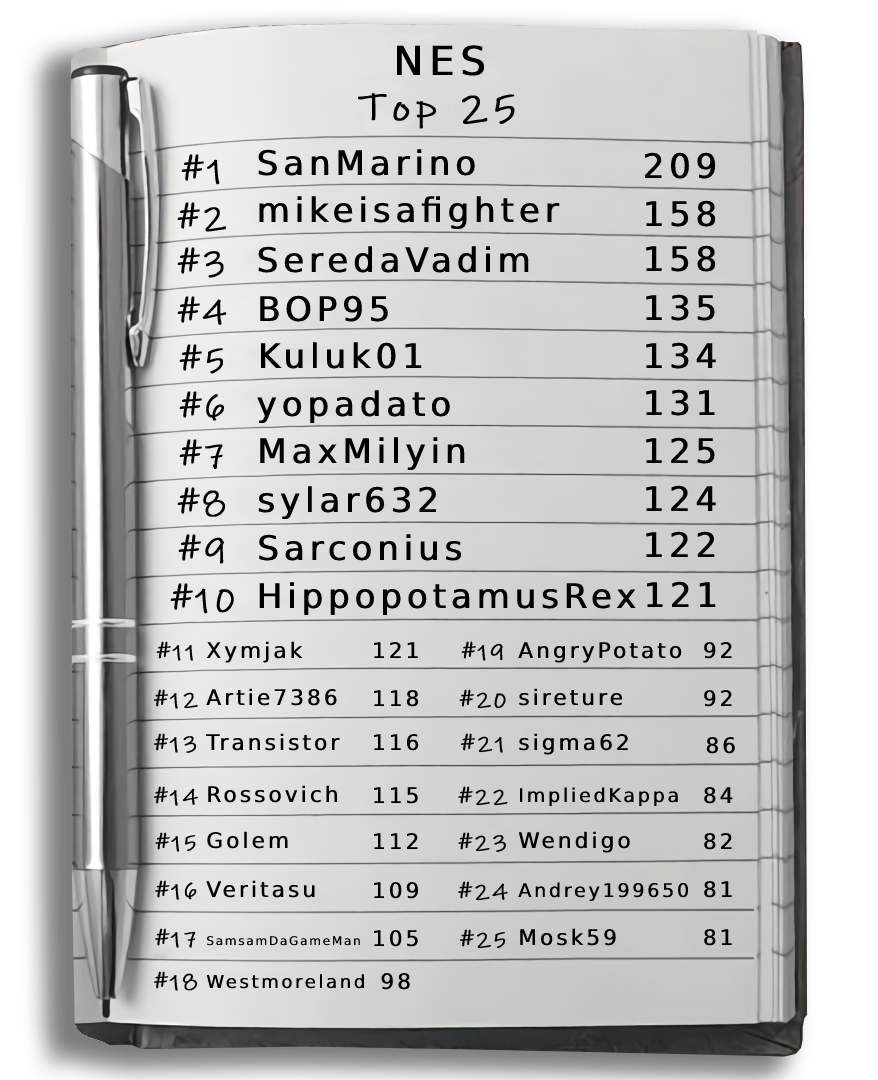 NES
Top 25
#1 SanMarino 209
#2 mikeisafighter 158
#3 SeredaVadim 158
#4 BOP95 135
#5 Kuluk01 134
#6 yopadato 131
#7 MaxMilyin 125
#8 sylar632 124
#9 Sarconius 122
#10 HippopotamusRex 121
#11 Xymjak 121
#12 Artie7386 118
#13 Transistor 116
#14 Rossovich 115
#15 Golem 112
#16 Veritasu 109
#17 SamsamDaGameMan 105
#18 Westmoreland 98
#19 AngryPotato 92
#20 sireture 92
#21 sigma62 86
#22 ImpliedKappa 84
#23 Wendigo 82
#24 Andrey199650 81
#25 Mosk59 81